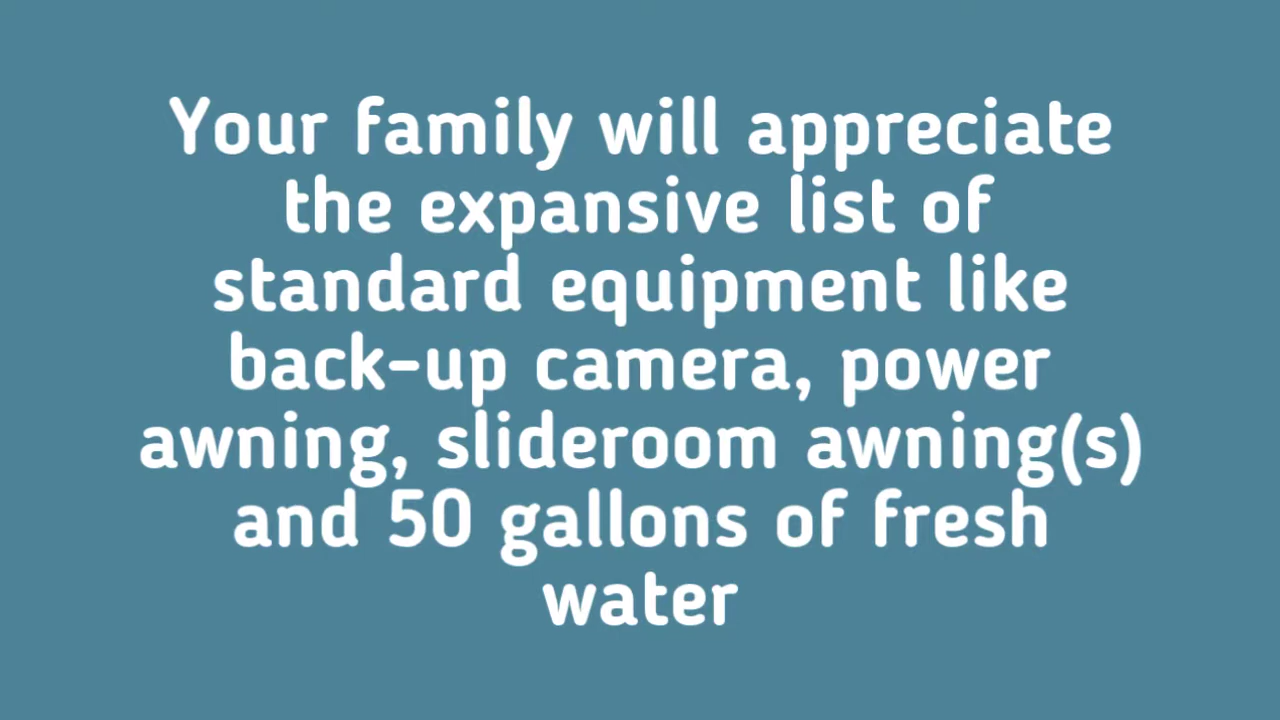 Your family will appreciate
the expansive list of
standard equipment like
back-up camera, power
awning, slideroom awning(s)
and 50 gallons of fresh
water